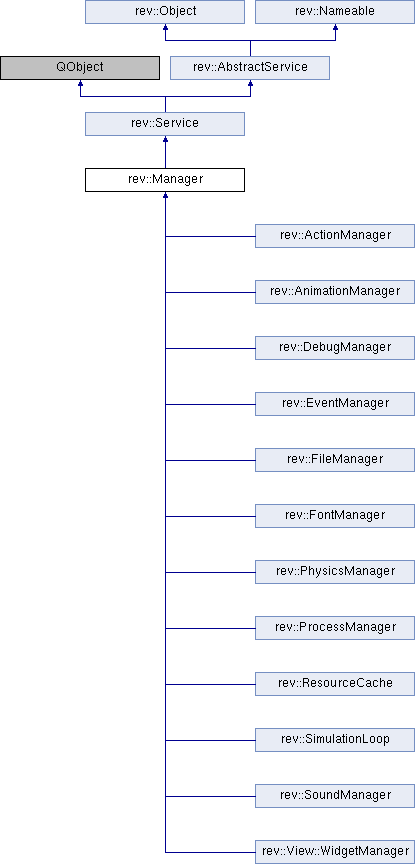 rev::Object
rev::Nameable
QObject
rev::AbstractService
rev::Service
rev::Manager
rev::ActionManager
rev::AnimationManager
rev::DebugManager
rev::EventManager
rev::FileManager
rev::FontManager
rev::PhysicsManager
rev::ProcessManager
rev::ResourceCache
rev::SimulationLoop
rev::SoundManager
rev::View::WidgetManager